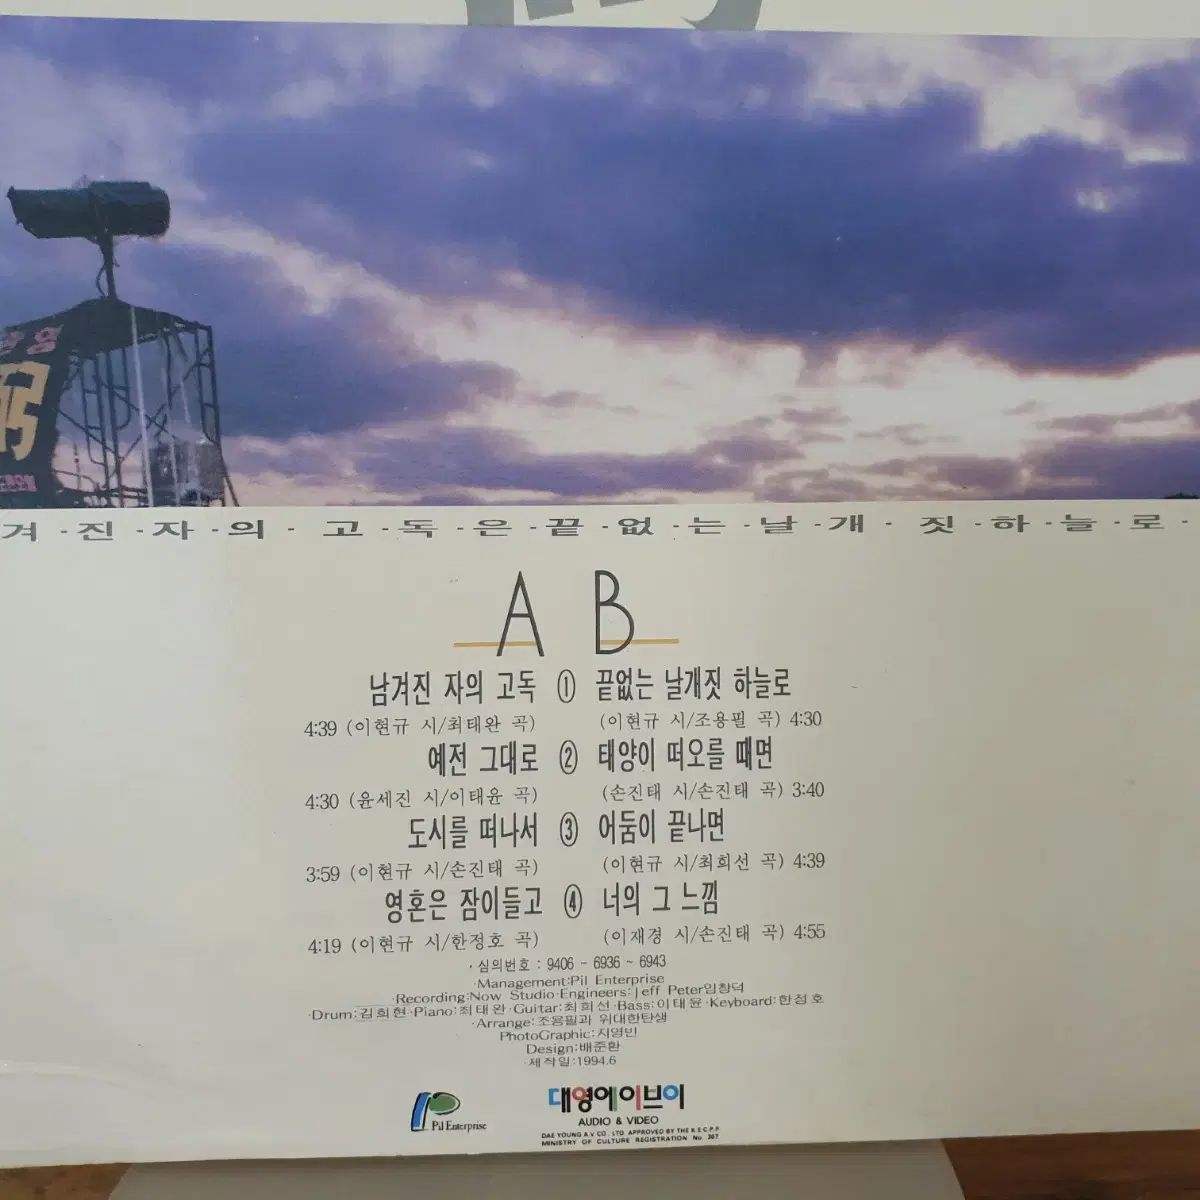 弼
겨·진·자·의·고·독·은·끝·없·는·날·개·짓·하·늘·로·
A B
남겨진 자의 고독 ① 끝없는 날개짓 하늘로
4:39 (이현규 시/최태완 곡) (이현규 시/조용필 곡) 4:30
예전 그대로 ② 태양이 떠오를 때면
4:30 (윤세진 시/이태윤 곡) (손진태 시/손진태 곡) 3:40
도시를 떠나서 ③ 어둠이 끝나면
3:59 (이현규 시/손진태 곡) (이현규 시/최희선 곡) 4:39
영혼은 잠이들고 ④ 너의 그 느낌
4:19 (이현규 시/한정호 곡) (이재경 시/손진태 곡) 4:55
·심의번호 : 9406 - 6936 ~ 6943
·Management:Pil Enterprise
·Recording:Now Studio·Engineers:Jeff Peter임창덕
·Drum:김희현·Piano:최태완·Guitar:최희선·Bass:이태윤·Keyboard:한정호
·Arrange:조용필과 위대한탄생
PhotoGraphic:지영빈
Design:배준환
·제작일:1994.6
Pil Enterprise
대영에이브이
AUDIO & VIDEO
DAE YOUNG A.V CO. LTD. APPROVED BY THE K.E.C.P.P
MINISTRY OF CULTURE REGISTRATION No. 367